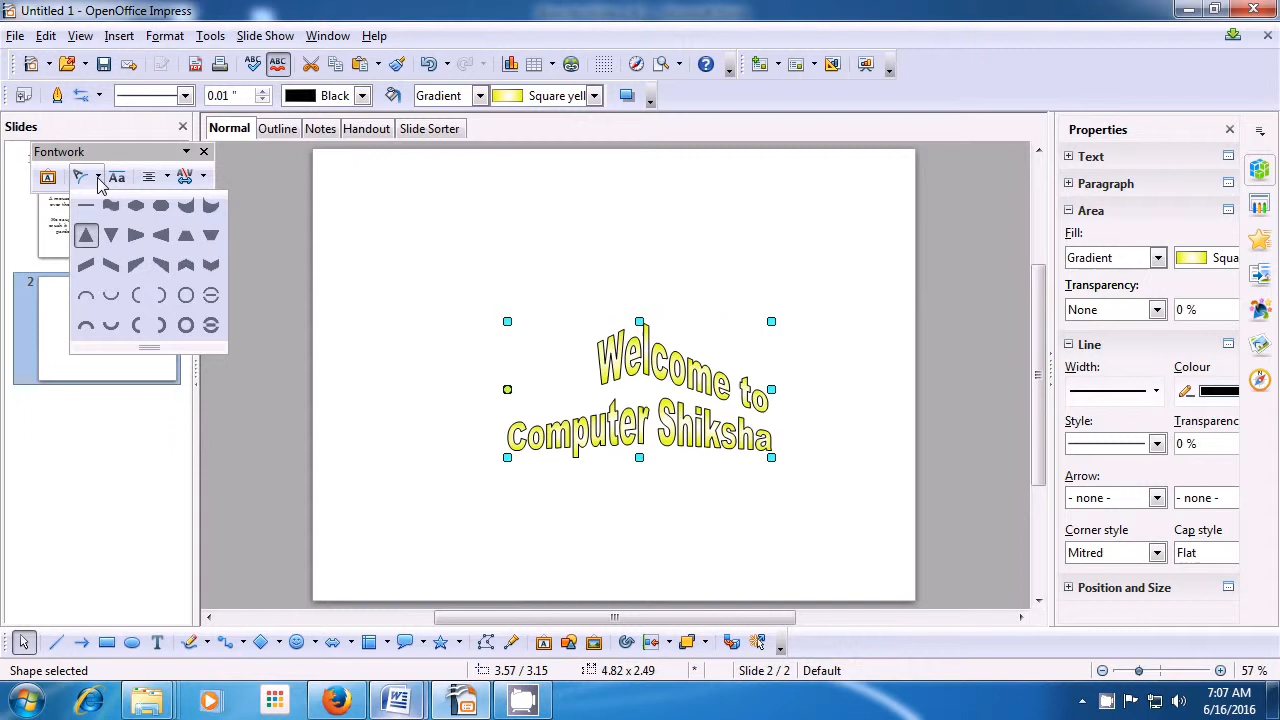 Untitled 1 - OpenOffice Impress
File Edit View Insert Format Tools Slide Show Window Help
0.01 " Black Gradient Square yell
Slides
Normal Outline Notes Handout Slide Sorter
Properties
Fontwork
Aa
Text
Paragraph
Area
Fill:
Gradient Squa
Transparency:
None 0 %
Line
Width: Colour
Style: Transparenc
0 %
Arrow:
- none - - none -
Corner style Cap style
Mitred Flat
Position and Size
2
Welcome to
Computer Shiksha
Shape selected 3.57 / 3.15 4.82 x 2.49 * Slide 2 / 2 Default 57 %
7:07 AM
6/16/2016